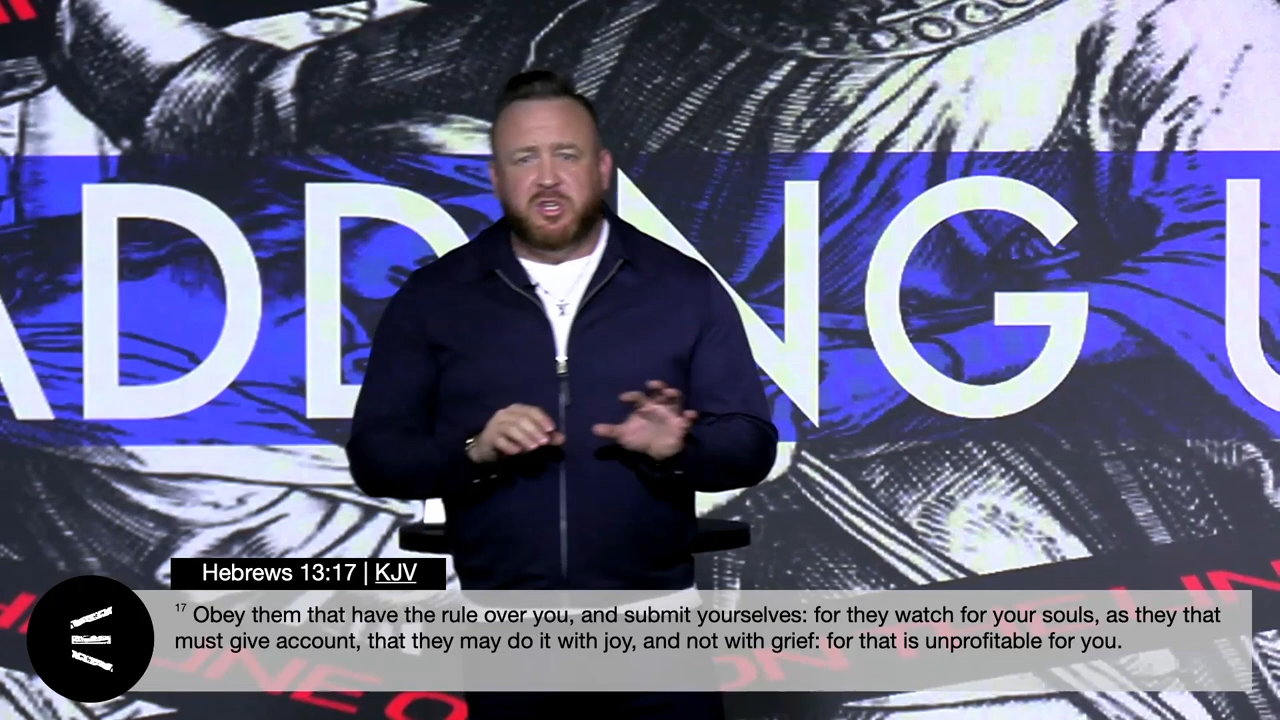 ADDING U
Hebrews 13:17 | KJV
17 Obey them that have the rule over you, and submit yourselves: for they watch for your souls, as they that
must give account, that they may do it with joy, and not with grief: for that is unprofitable for you.